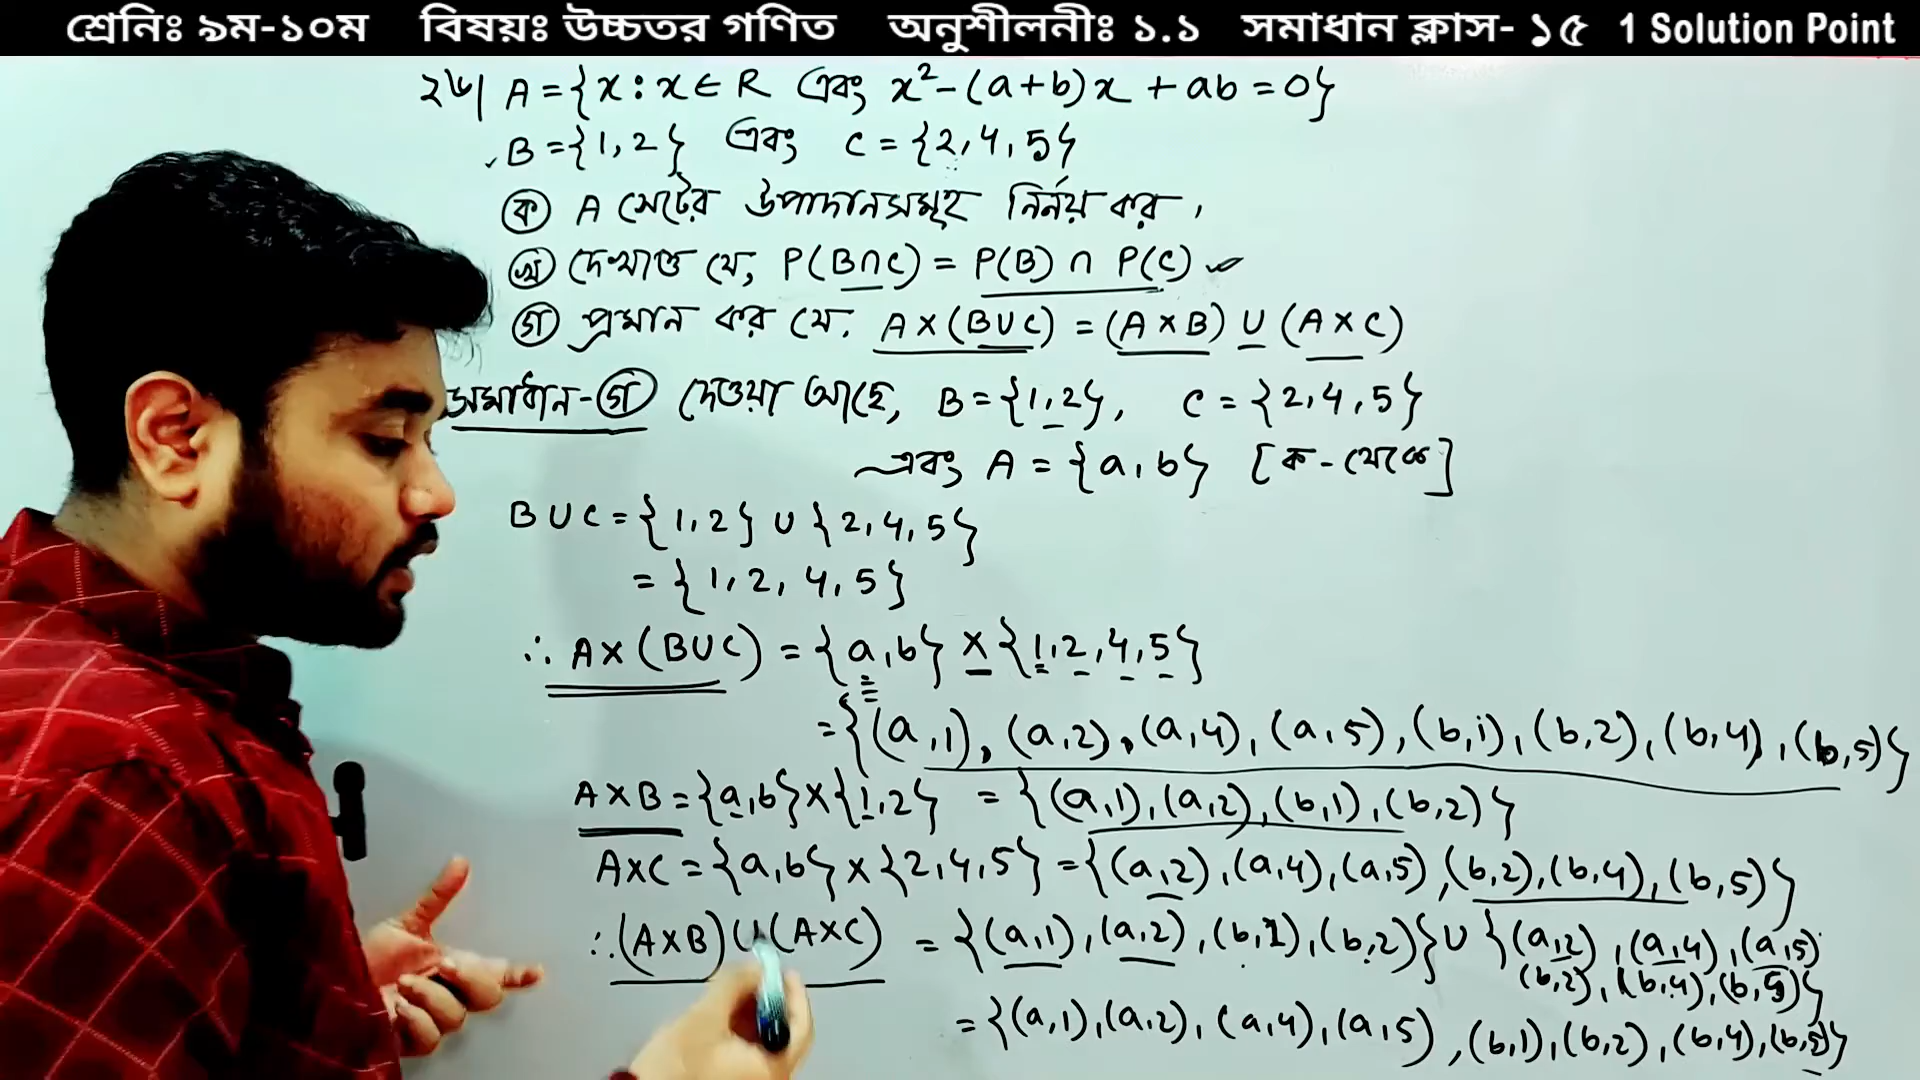 শ্রেনিঃ ৯ম-১০ম বিষয়ঃ উচ্চতর গণিত অনুশীলনীঃ ১.১ সমাধান ক্লাস- ১৫ 1 Solution Point
২৬| A = {x : x ∈ R এবং x² - (a+b)x + ab = 0}
B = {1, 2} এবং C = {2, 4, 5}
(ক) A সেটের উপাদানসমূহ নির্নয় কর।
(খ) দেখাও যে, P(B∩C) = P(B) ∩ P(C)
(গ) প্রমান কর যে. A × (B∪C) = (A × B) ∪ (A × C)
সমাধান-(গ) দেওয়া আছে, B = {1, 2}, C = {2, 4, 5}
এবং A = {a, b} [ক-থেকে]
B∪C = {1, 2} ∪ {2, 4, 5}
= {1, 2, 4, 5}
∴ A×(B∪C) = {a, b} × {1, 2, 4, 5}
= {(a,1), (a,2), (a,4), (a,5), (b,1), (b,2), (b,4), (b,5)}
A×B = {a,b} × {1,2} = {(a,1), (a,2), (b,1), (b,2)}
A×C = {a,b} × {2,4,5} = {(a,2), (a,4), (a,5), (b,2), (b,4), (b,5)}
∴ (A×B) ∪ (A×C) = {(a,1), (a,2), (b,1), (b,2)} ∪ {(a,2), (a,4), (a,5)
(b,2), (b,4), (b,5)}
= {(a,1), (a,2), (a,4), (a,5), (b,1), (b,2), (b,4), (b,5)}